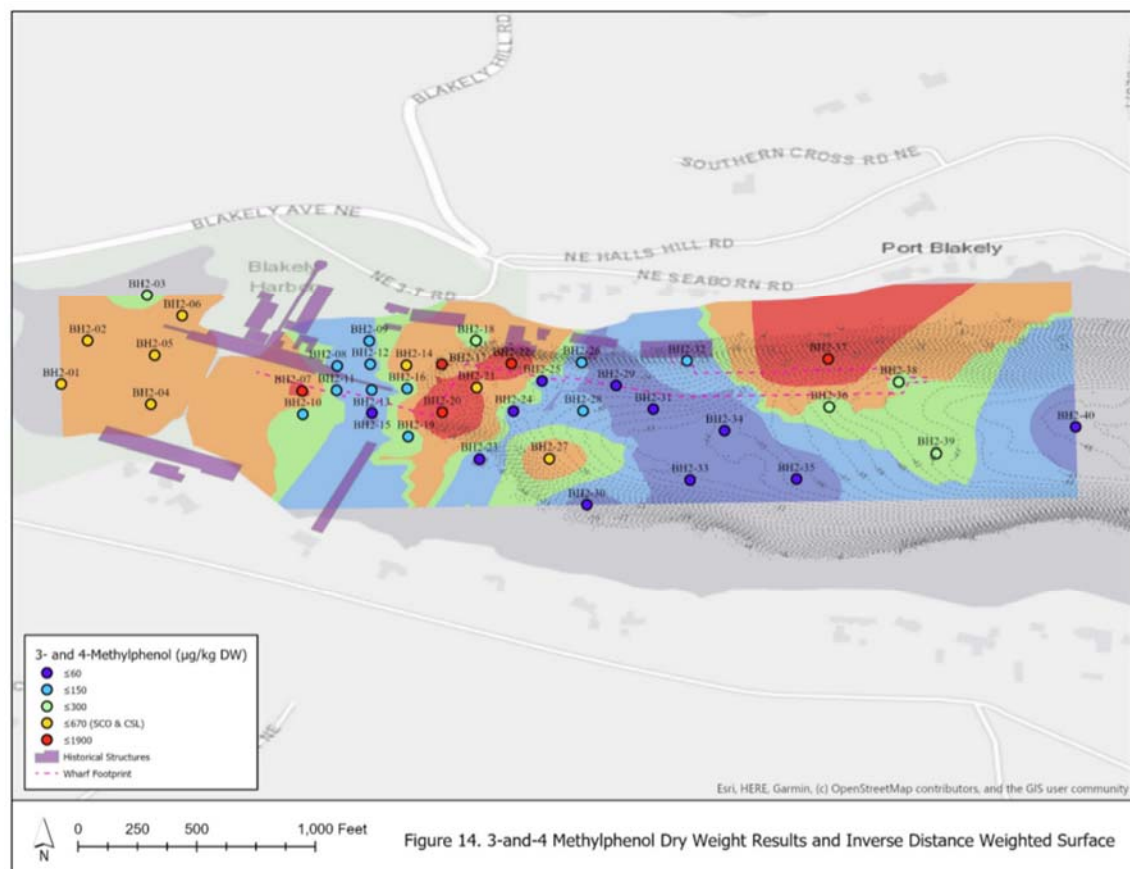 BLAKELY HILL RD
SOUTHERN CROSS RD NE
BLAKELY AVE NE
NE HALLS HILL RD
Port Blakely
Blakely
Harbor
NE 3-T RD
NE SEABORN RD
BH2-03
BH2-06
BH2-02
BH2-05
BH2-01
BH2-04
BH2-09
BH2-08
BH2-12
BH2-14
BH2-18
BH2-17
BH2-22
BH2-26
BH2-32
BH2-37
BH2-07
BH2-11
BH2-16
BH2-21
BH2-25
BH2-29
BH2-38
BH2-10
BH2-13
BH2-20
BH2-24
BH2-28
BH2-31
BH2-36
BH2-15
BH2-19
BH2-34
BH2-40
BH2-23
BH2-27
BH2-39
BH2-33
BH2-35
BH2-30
NE
3- and 4-Methylphenol (µg/kg DW)
≤60
≤150
≤300
≤670 (SCO & CSL)
≤1900
Historical Structures
Wharf Footprint
Esri, HERE, Garmin, (c) OpenStreetMap contributors, and the GIS user community
N
0 250 500 1,000 Feet
Figure 14. 3-and-4 Methylphenol Dry Weight Results and Inverse Distance Weighted Surface